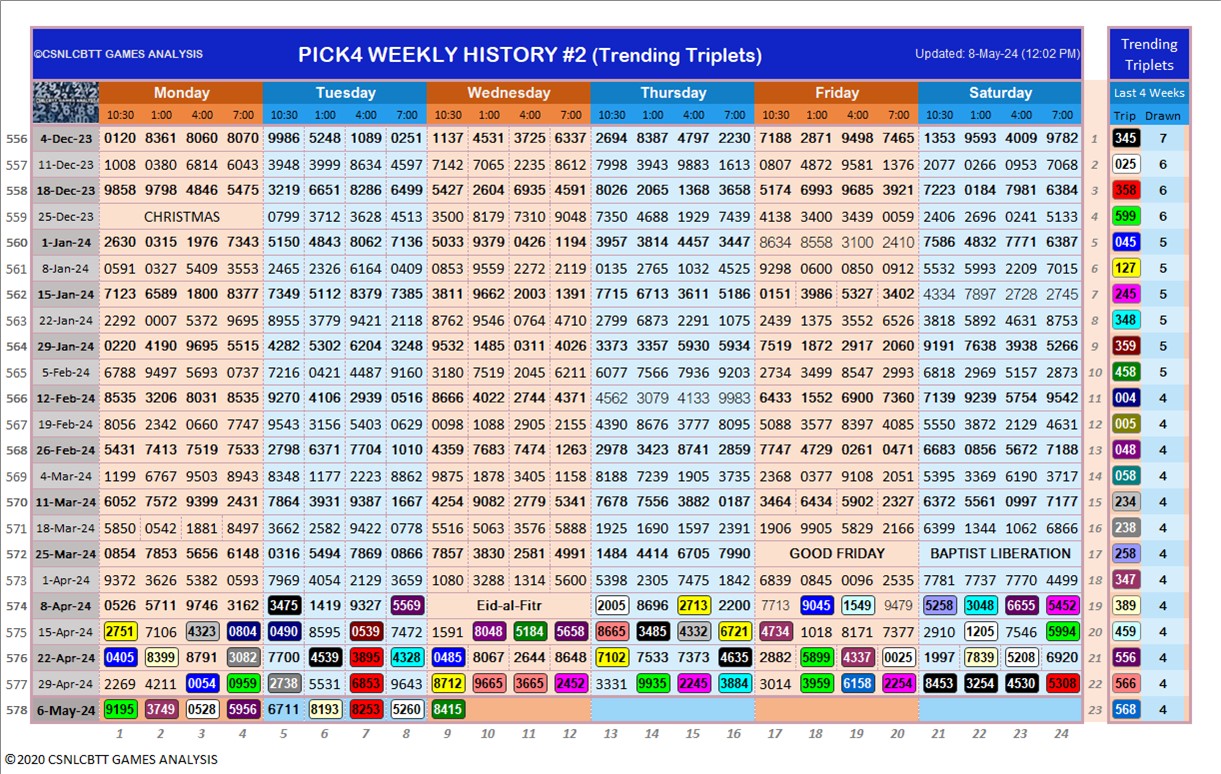 ©CSNLCBTT GAMES ANALYSIS PICK4 WEEKLY HISTORY #2 (Trending Triplets) Updated: 8-May-24 (12:02 PM) Trending Triplets
Monday Tuesday Wednesday Thursday Friday Saturday Last 4 Weeks
10:30 1:00 4:00 7:00 10:30 1:00 4:00 7:00 10:30 1:00 4:00 7:00 10:30 1:00 4:00 7:00 10:30 1:00 4:00 7:00 10:30 1:00 4:00 7:00 Trip Drawn
556 4-Dec-23 0120 8361 8060 8070 9986 5248 1089 0251 1137 4531 3725 6337 2694 8387 4797 2230 7188 2871 9498 7465 1353 9593 4009 9782 1 345 7
557 11-Dec-23 1008 0380 6814 6043 3948 3999 8634 4597 7142 7065 2235 8612 7998 3943 9885 1613 0807 4872 9581 1376 2077 0266 0953 7068 2 025 6
558 18-Dec-23 9858 9798 4846 5475 3219 6651 8286 6499 5427 2604 6935 4591 8026 2065 1368 3658 5174 6993 9685 3921 7223 0184 7981 6384 3 358 6
559 25-Dec-23 CHRISTMAS 0799 3712 3628 4513 3500 8179 7310 9048 7350 4688 1929 7439 4138 3400 3439 0059 2406 2696 0241 5133 4 599 6
560 1-Jan-24 2630 0315 1976 7343 5150 4843 8062 7136 5033 9379 0426 1194 3957 3814 4457 3447 8634 8558 3100 2410 7586 4832 7771 6387 5 045 5
561 8-Jan-24 0591 0327 5409 3553 2465 2326 6164 0409 0853 9559 2272 2119 0135 2765 1032 4525 9298 0600 0850 0912 5532 5993 2209 7015 6 127 5
562 15-Jan-24 7123 6589 1800 8377 7349 5112 8379 7385 3811 9662 2003 1391 7715 6713 3611 5186 0151 3986 5327 3402 4334 7897 2728 2745 7 245 5
563 22-Jan-24 2292 0007 5372 9695 8955 3779 9421 2118 8762 9546 0764 4710 2799 6873 2291 1075 2439 1375 3552 6526 3818 5892 4631 8753 8 348 5
564 29-Jan-24 0220 4190 9695 5515 4282 5302 6204 3248 9532 1485 0311 4026 3373 3357 5930 5934 7519 1872 2917 2060 9191 7638 3938 5266 9 359 5
565 5-Feb-24 6788 9497 5693 0737 7216 0421 4487 9160 3180 7519 2045 6211 6077 7566 7936 9203 2734 3499 8547 2993 6818 2969 5157 2873 10 458 5
566 12-Feb-24 8535 3206 8031 8535 9270 4106 2939 0516 8666 4022 2744 4371 4562 3079 4133 9983 6433 1552 6900 7360 7139 9239 5754 9542 11 004 4
567 19-Feb-24 8056 2342 0660 7747 9543 3156 5403 0629 0098 1088 2905 2155 4390 8676 3777 8095 5088 3577 8397 4085 5550 3872 2129 4631 12 005 4
568 26-Feb-24 5431 7413 7519 7533 2798 6371 7704 1010 4359 7683 7474 1263 2978 3423 8741 2859 7747 4729 0261 0471 6683 0856 5672 7188 13 048 4
569 4-Mar-24 1199 6767 9503 8943 8348 1177 2223 8868 9875 1878 3405 1158 8188 7239 1903 3735 2368 0377 9108 2051 5395 3369 6190 3717 14 058 4
570 11-Mar-24 6052 7572 9399 2431 7864 3931 9387 1667 4254 9082 2779 5341 7678 7556 3882 0187 3464 6434 5902 2327 6372 5561 0997 7177 15 234 4
571 18-Mar-24 5850 0542 1881 8497 3662 2582 9422 0778 5516 5063 3576 5888 1925 1690 1597 2391 1906 9905 5829 2166 6399 1344 1062 6866 16 238 4
572 25-Mar-24 0854 7853 5656 6148 0316 5494 7869 0866 7857 3830 2581 4991 1484 4414 6705 7990 GOOD FRIDAY BAPTIST LIBERATION 17 258 4
573 1-Apr-24 9372 3626 5382 0593 7969 4054 2129 3659 1080 3288 1314 5600 5398 2305 7475 1842 6839 0845 0096 2535 7781 7737 7770 4499 18 347 4
574 8-Apr-24 0526 5711 9746 3162 3475 1419 9327 5569 Eid-al-Fitr 2005 8696 2713 2200 7713 9045 1549 9479 5258 3048 6655 5452 19 389 4
575 15-Apr-24 2751 7106 4323 0804 0490 8595 0539 7472 1591 8048 5184 5658 8665 3485 4332 6721 4734 1018 8171 7377 2910 1205 7546 5994 20 459 4
576 22-Apr-24 0405 8399 8791 3082 7700 4539 3895 4328 0485 8067 2644 8648 7102 7533 7373 4635 2882 5899 4337 0025 1997 7839 5208 6920 21 556 4
577 29-Apr-24 2269 4211 0054 0959 2738 5531 6853 9643 8712 9665 3665 2452 3331 9935 2245 3884 3014 3959 6158 2254 8453 3254 4530 5308 22 566 4
578 6-May-24 9195 3749 0528 5956 6711 8193 8253 5260 8415 23 568 4
1 2 3 4 5 6 7 8 9 10 11 12 13 14 15 16 17 18 19 20 21 22 23 24
©2020 CSNLCBTT GAMES ANALYSIS